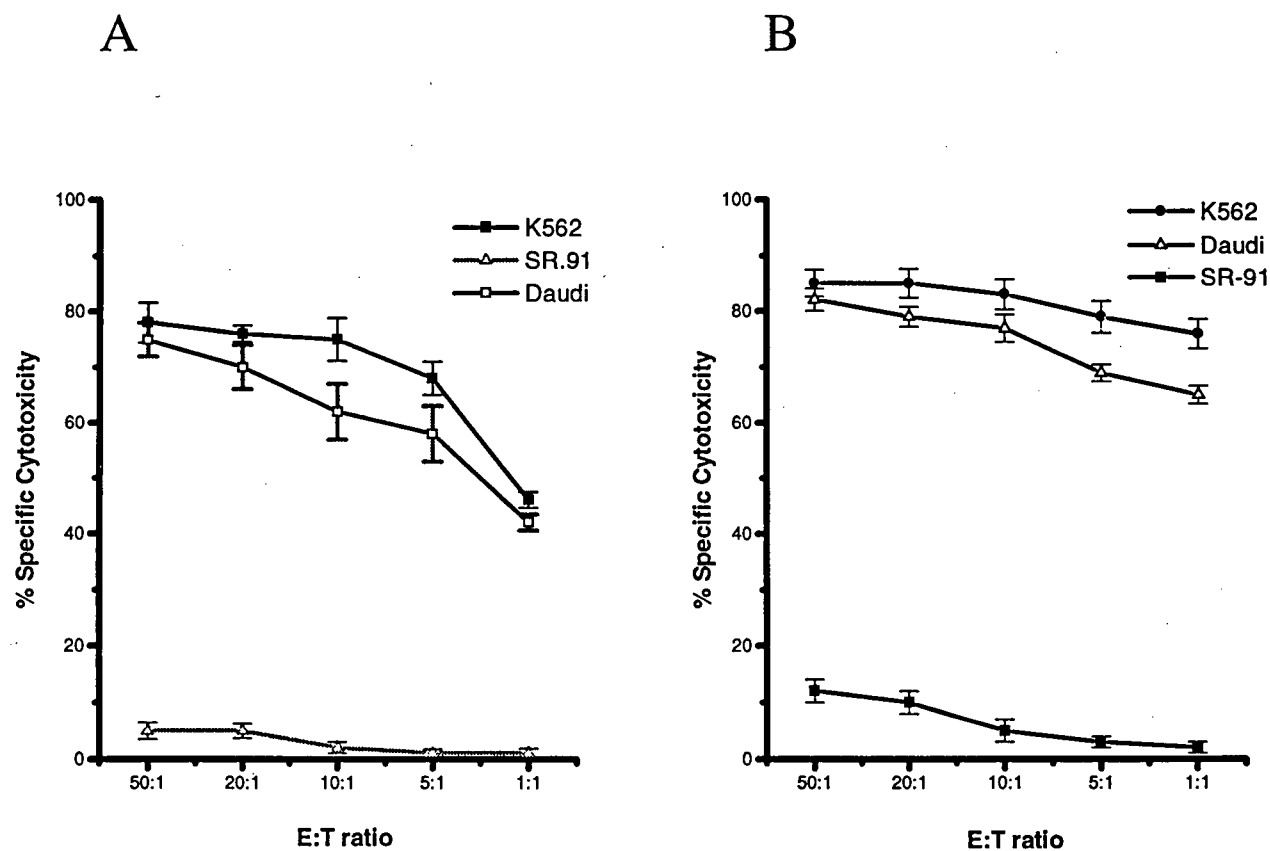 A
100
80
60
40
20
0
% Specific Cytotoxicity
K562
SR.91
Daudi
50:1 20:1 10:1 5:1 1:1
E:T ratio
B
100
80
60
40
20
0
% Specific Cytotoxicity
K562
Daudi
SR-91
50:1 20:1 10:1 5:1 1:1
E:T ratio